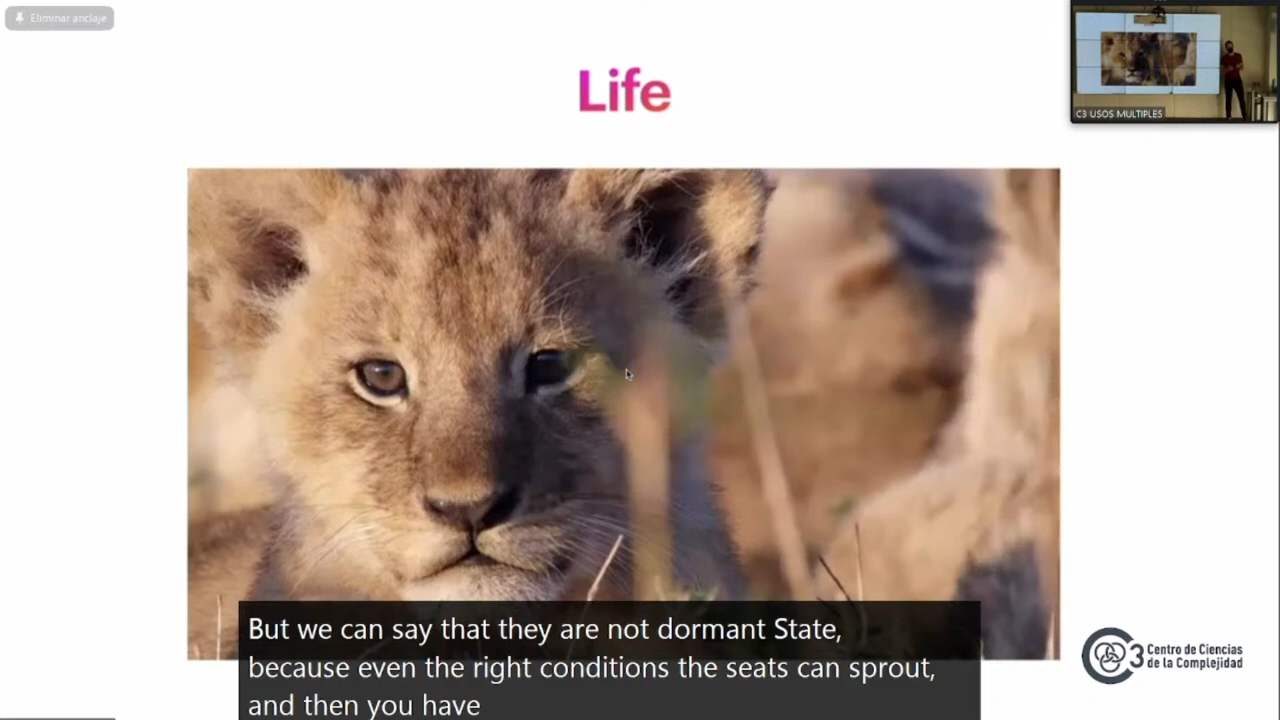 Eliminar anclaje
Life
C3 USOS MULTIPLES
But we can say that they are not dormant State,
because even the right conditions the seats can sprout,
and then you have
3 Centro de Ciencias
de la Complejidad